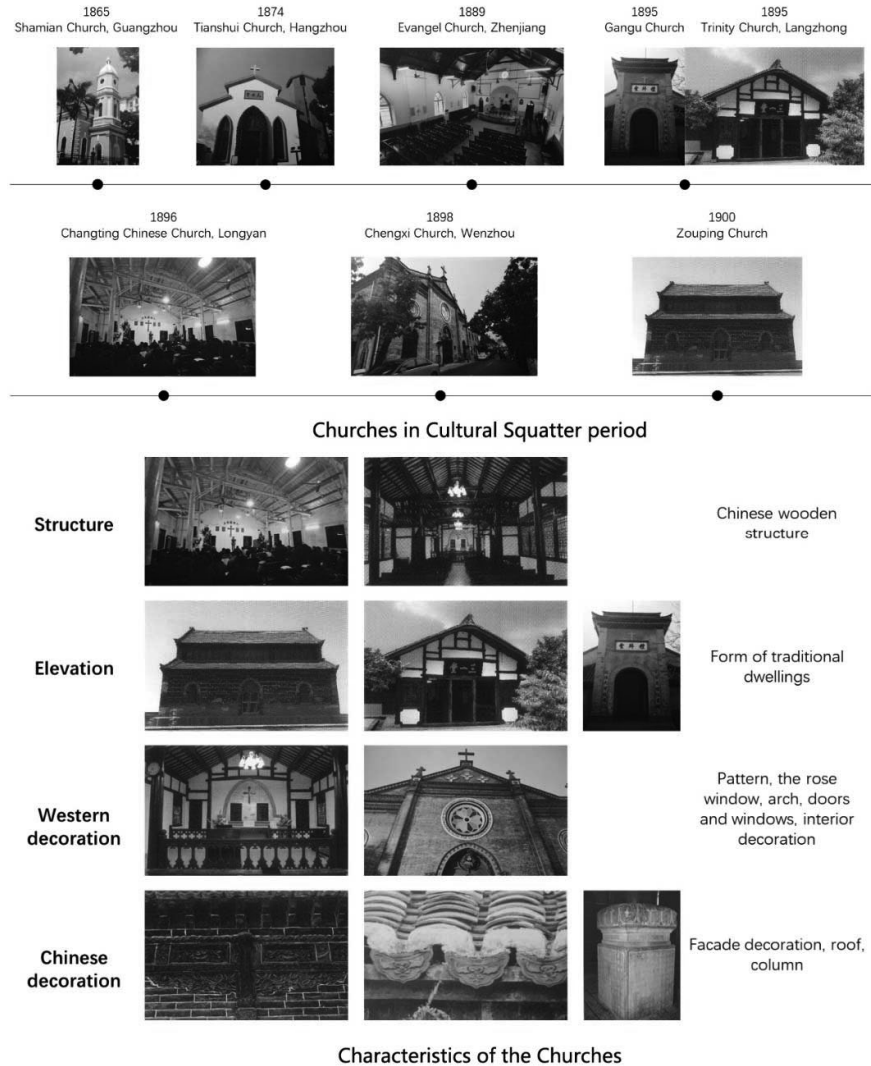 1865
Shamian Church, Guangzhou
1874
Tianshui Church, Hangzhou
1889
Evangel Church, Zhenjiang
1895
Gangu Church
1895
Trinity Church, Langzhong
1896
Changting Chinese Church, Longyan
1898
Chengxi Church, Wenzhou
1900
Zouping Church
Churches in Cultural Squatter period
Structure
Chinese wooden
structure
Elevation
Form of traditional
dwellings
Western
decoration
Pattern, the rose
window, arch, doors
and windows, interior
decoration
Chinese
decoration
Facade decoration, roof,
column
Characteristics of the Churches